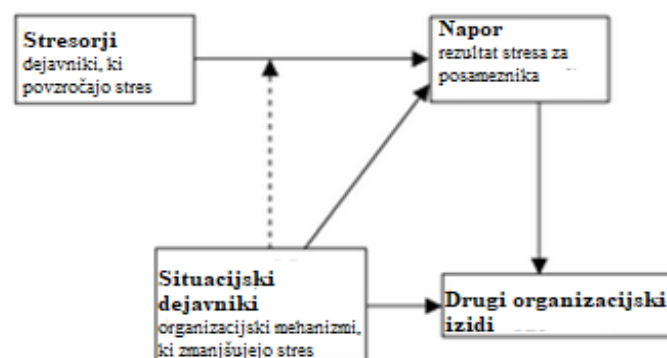 Stresorji
dejavniki, ki
povzročajo stres
Napor
rezultat stresa za
posameznika
Situacijski
dejavniki
organizacijski mehanizmi,
ki zmanjšujejo stres
Drugi organizacijski
izidi